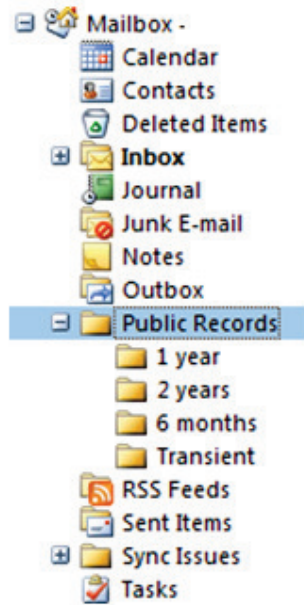 Mailbox -
Calendar
Contacts
Deleted Items
Inbox
Journal
Junk E-mail
Notes
Outbox
Public Records
1 year
2 years
6 months
Transient
RSS Feeds
Sent Items
Sync Issues
Tasks